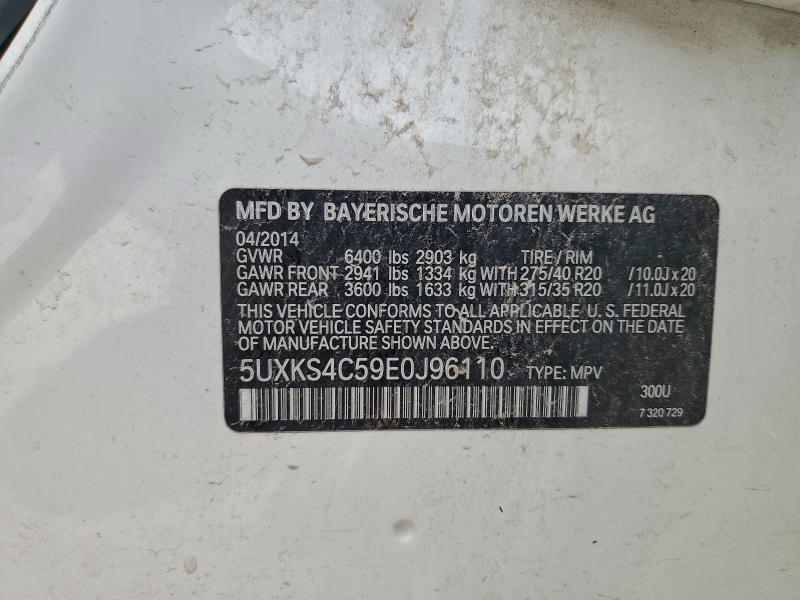 MFD BY BAYERISCHE MOTOREN WERKE AG
04/2014
GVWR 6400 lbs 2903 kg TIRE / RIM
GAWR FRONT 2941 lbs 1334 kg WITH 275/40 R20 / 10.0J x 20
GAWR REAR 3600 lbs 1633 kg WITH 315/35 R20 / 11.0J x 20
THIS VEHICLE CONFORMS TO ALL APPLICABLE U. S. FEDERAL
MOTOR VEHICLE SAFETY STANDARDS IN EFFECT ON THE DATE
OF MANUFACTURE SHOWN ABOVE.
5UXKS4C59E0J96110 TYPE: MPV
300U
7 320 729